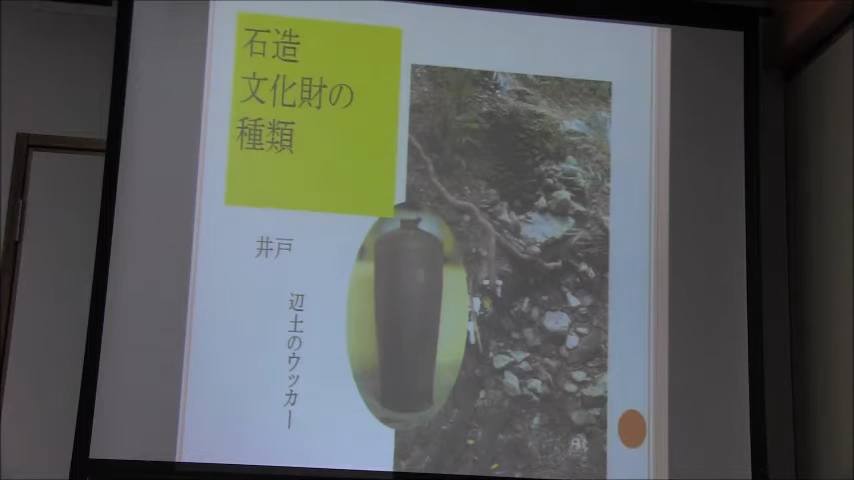 石造
文化財の
種類
井戸
辺土のウッカー